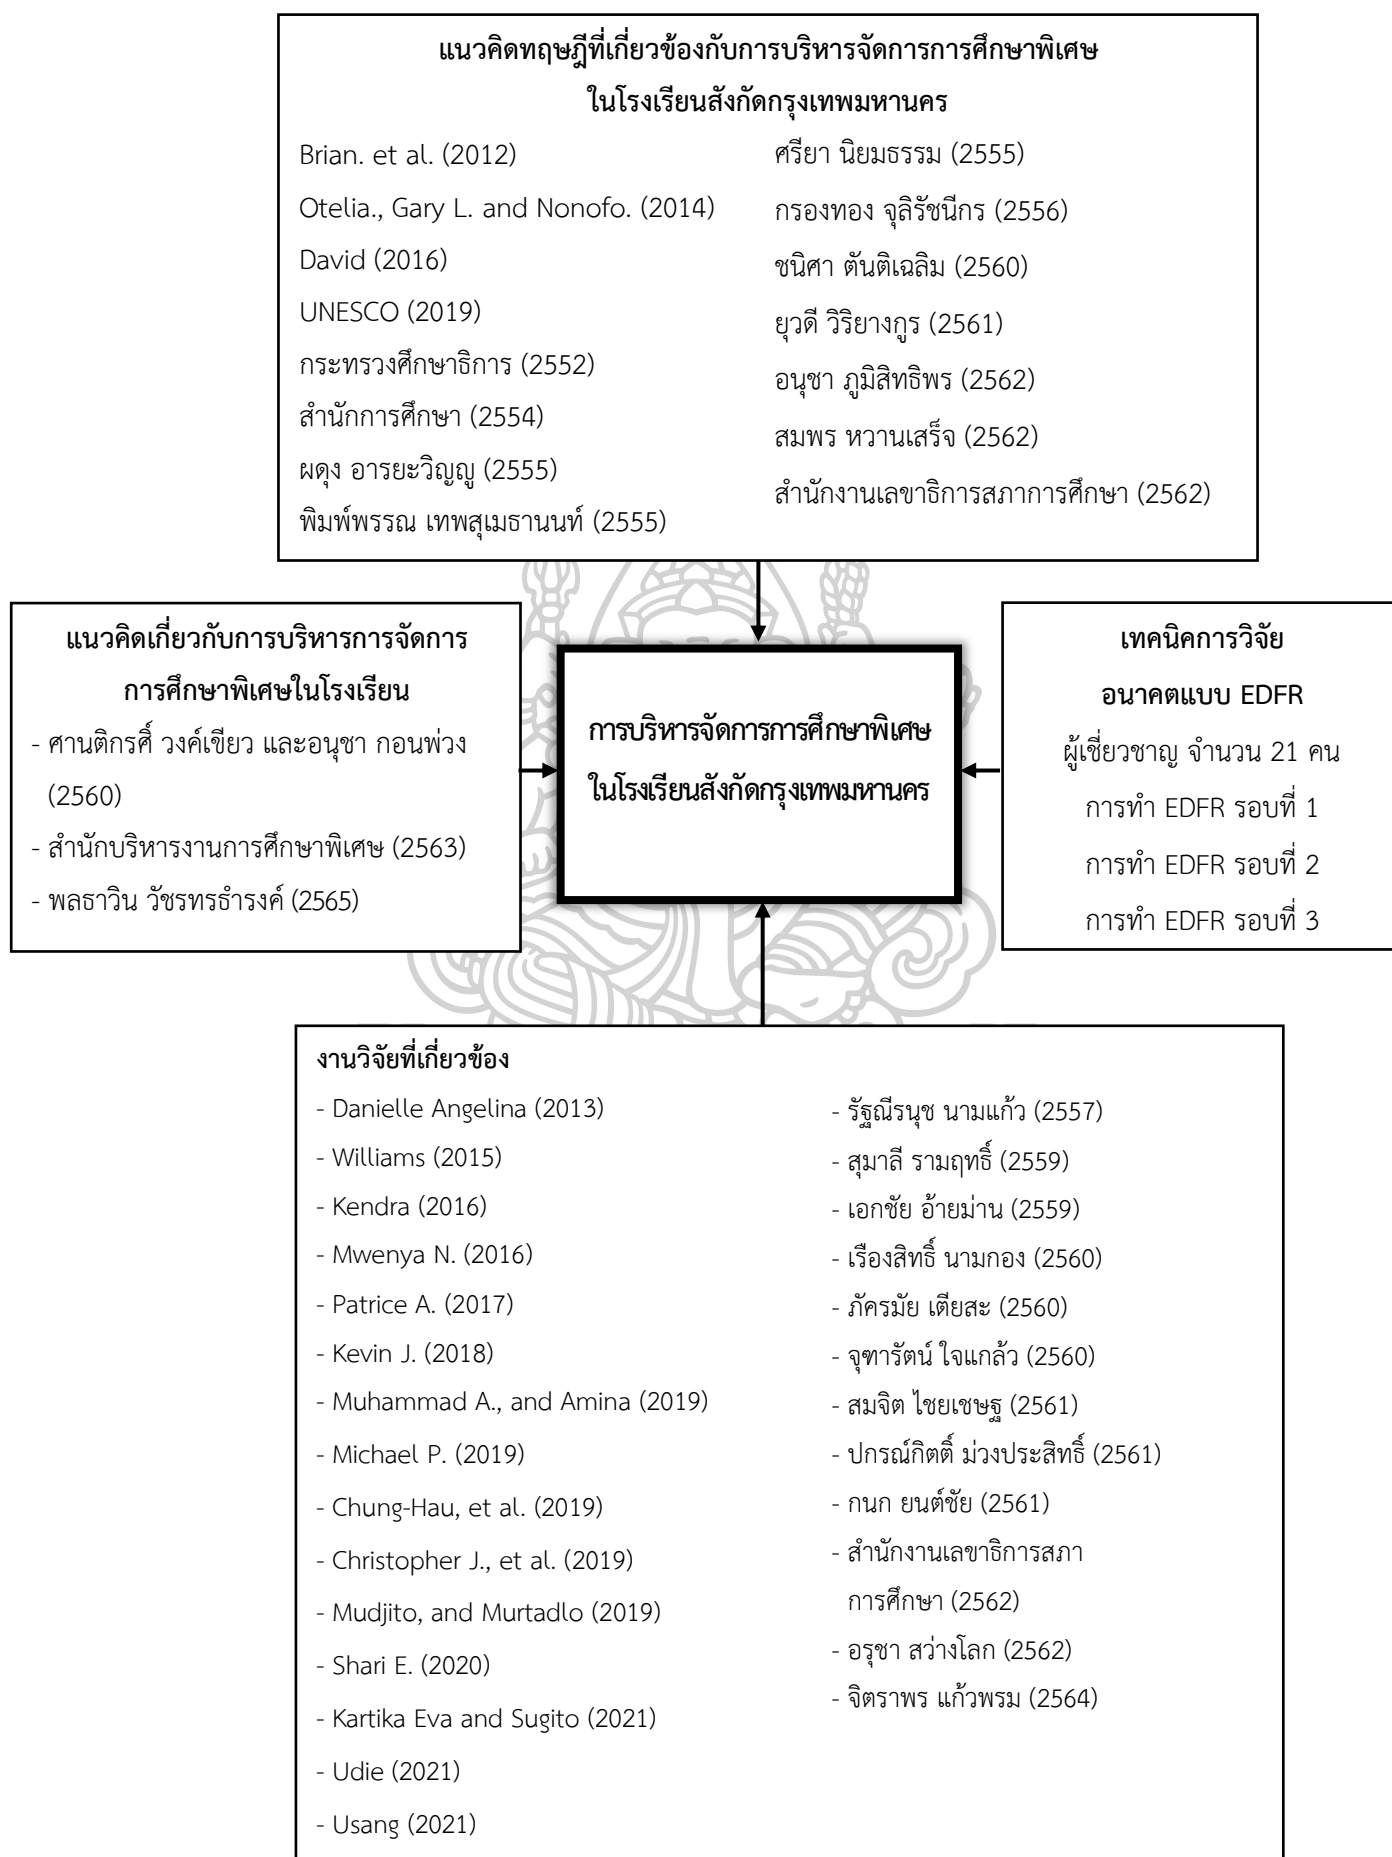 แนวคิดทฤษฎีที่เกี่ยวข้องกับการบริหารจัดการการศึกษาพิเศษ
ในโรงเรียนสังกัดกรุงเทพมหานคร
Brian. et al. (2012)
Otelia., Gary L. and Nonofo. (2014)
David (2016)
UNESCO (2019)
กระทรวงศึกษาธิการ (2552)
สำนักการศึกษา (2554)
ผดุง อารยะวิญญู (2555)
พิมพ์พรรณ เทพสุเมธานนท์ (2555)
ศรียา นิยมธรรม (2555)
กรองทอง จุลิรัชนีกร (2556)
ชนิศา ตันติเฉลิม (2560)
ยุวดี วิริยางกูร (2561)
อนุชา ภูมิสิทธิพร (2562)
สมพร หวานเสร็จ (2562)
สำนักงานเลขาธิการสภาการศึกษา (2562)
แนวคิดเกี่ยวกับการบริหารการจัดการ
การศึกษาพิเศษในโรงเรียน
- ศานติกรศิ์ วงค์เขียว และอนุชา กอนพ่วง
(2560)
- สำนักบริหารงานการศึกษาพิเศษ (2563)
- พลธาวิน วัชรทรธำรงค์ (2565)
การบริหารจัดการการศึกษาพิเศษ
ในโรงเรียนสังกัดกรุงเทพมหานคร
เทคนิคการวิจัย
อนาคตแบบ EDFR
ผู้เชี่ยวชาญ จำนวน 21 คน
การทำ EDFR รอบที่ 1
การทำ EDFR รอบที่ 2
การทำ EDFR รอบที่ 3
งานวิจัยที่เกี่ยวข้อง
- Danielle Angelina (2013)
- Williams (2015)
- Kendra (2016)
- Mwenya N. (2016)
- Patrice A. (2017)
- Kevin J. (2018)
- Muhammad A., and Amina (2019)
- Michael P. (2019)
- Chung-Hau, et al. (2019)
- Christopher J., et al. (2019)
- Mudjito, and Murtadlo (2019)
- Shari E. (2020)
- Kartika Eva and Sugito (2021)
- Udie (2021)
- Usang (2021)
- รัฐณีรนุช นามแก้ว (2557)
- สุมาลี รามฤทธิ์ (2559)
- เอกชัย อ้ายม่าน (2559)
- เรืองสิทธิ์ นามกอง (2560)
- ภัครมัย เตียสะ (2560)
- จุฑารัตน์ ใจแกล้ว (2560)
- สมจิต ไชยเชษฐ (2561)
- ปกรณ์กิตติ์ ม่วงประสิทธิ์ (2561)
- กนก ยนต์ชัย (2561)
- สำนักงานเลขาธิการสภา
การศึกษา (2562)
- อรุชา สว่างโลก (2562)
- จิตราพร แก้วพรม (2564)